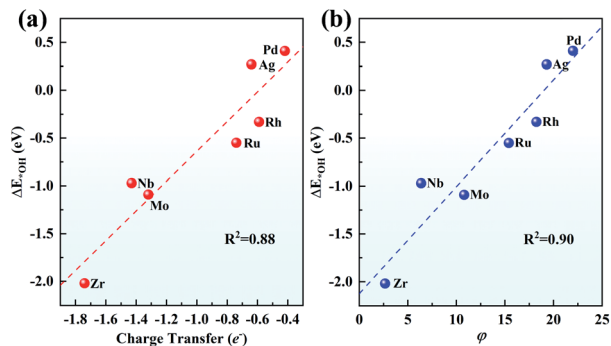 (a)
0.5
0.0
-0.5
-1.0
-1.5
-2.0
ΔE*OH (eV)
Pd
Ag
Rh
Ru
Nb
Mo
Zr
R²=0.88
-1.8 -1.6 -1.4 -1.2 -1.0 -0.8 -0.6 -0.4
Charge Transfer (e⁻)
(b)
0.5
0.0
-0.5
-1.0
-1.5
-2.0
ΔE*OH (eV)
Pd
Ag
Rh
Ru
Nb
Mo
Zr
R²=0.90
0 5 10 15 20 25
φ